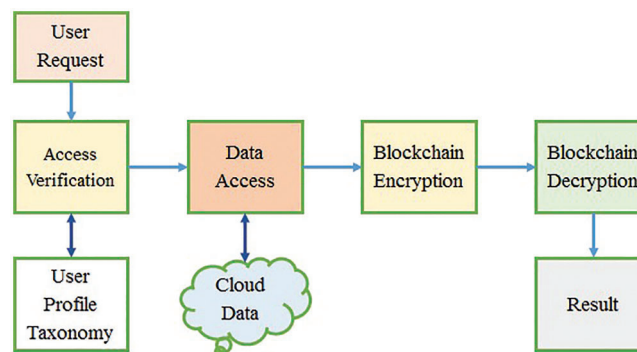 User
Request
Access
Verification
Data
Access
Blockchain
Encryption
Blockchain
Decryption
User
Profile
Taxonomy
Cloud
Data
Result